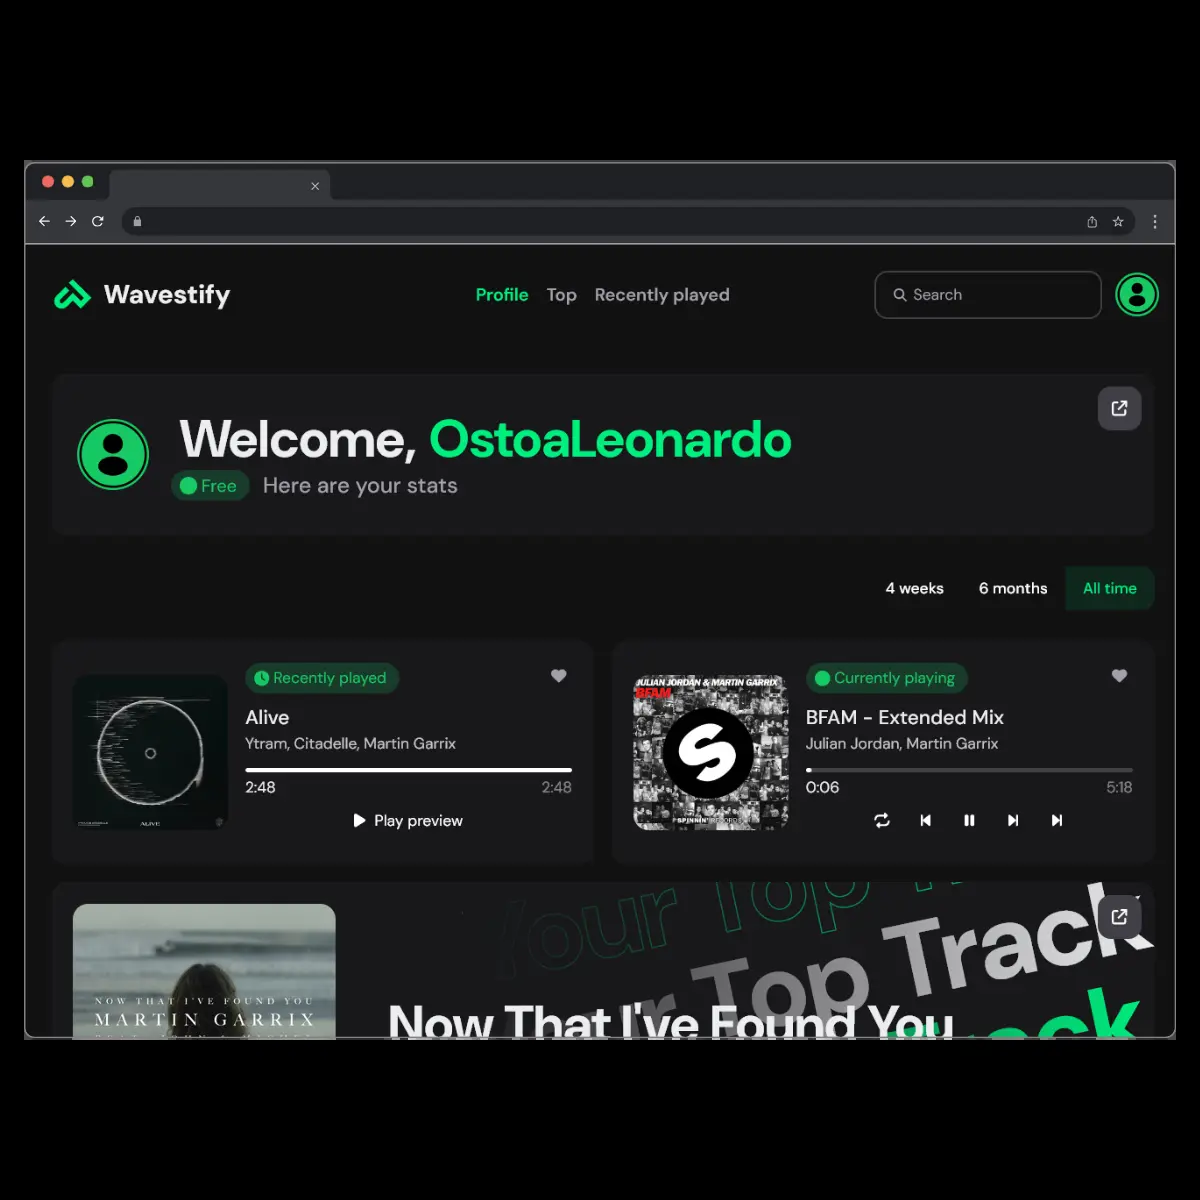 Wavestify
Profile Top Recently played
Search
Welcome, OstoaLeonardo
Free Here are your stats
4 weeks 6 months All time
Recently played
Alive
Ytram, Citadelle, Martin Garrix
2:48 2:48
Play preview
ALIVE
JULIAN JORDAN & MARTIN GARRIX
BFAM
SPINNIN' RECORDS
Currently playing
BFAM - Extended Mix
Julian Jordan, Martin Garrix
0:06 5:18
NOW THAT I'VE FOUND YOU
MARTIN GARRIX
Your Top Tr
r Top Track
Track
Now That I've Found You